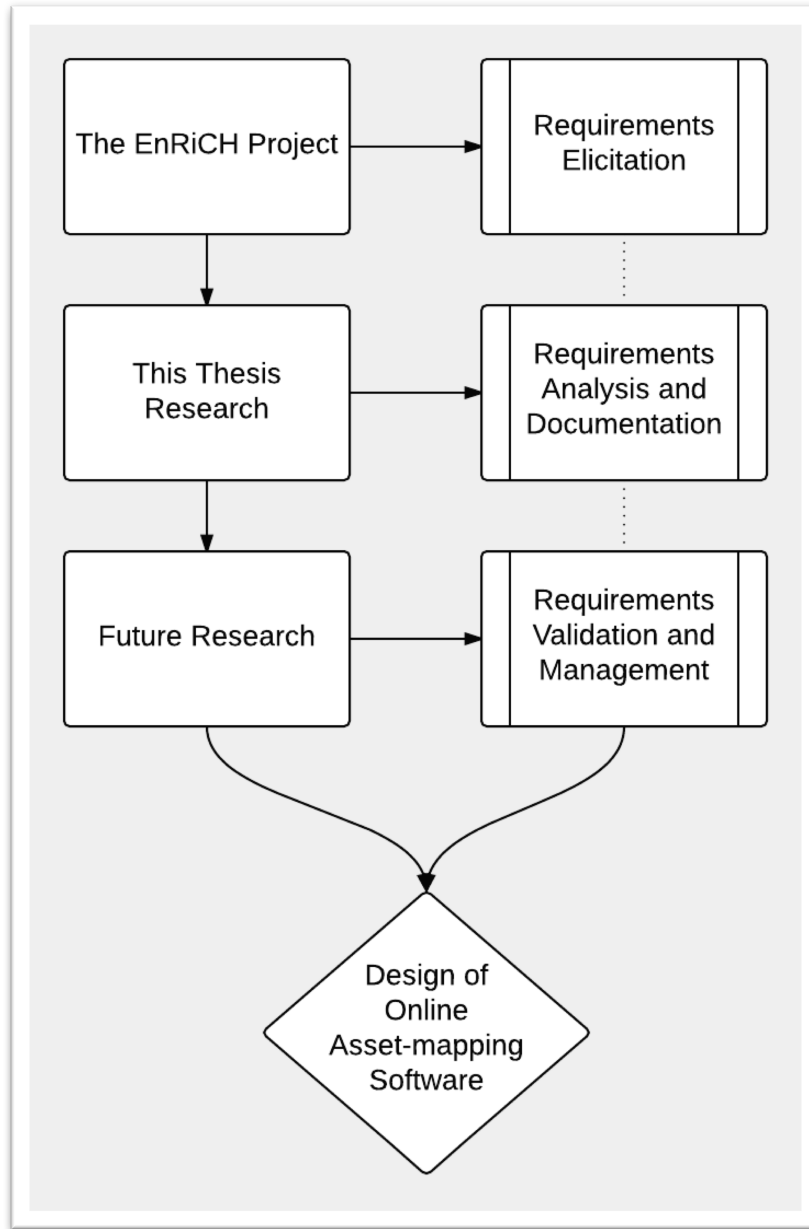 The EnRiCH Project
Requirements
Elicitation
This Thesis
Research
Requirements
Analysis and
Documentation
Future Research
Requirements
Validation and
Management
Design of
Online
Asset-mapping
Software